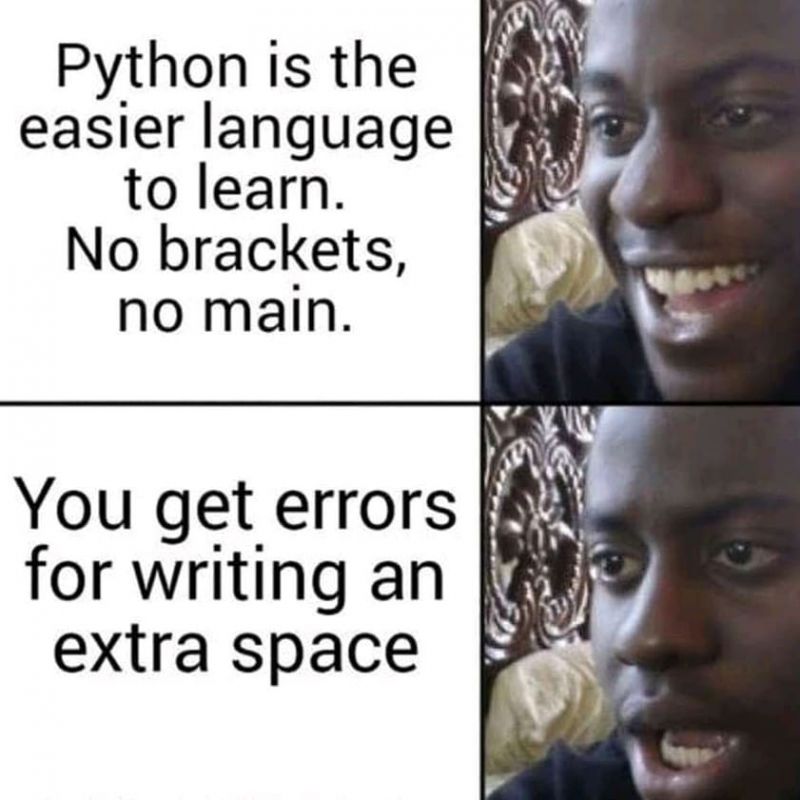 Python is the
easier language
to learn.
No brackets,
no main.
You get errors
for writing an
extra space